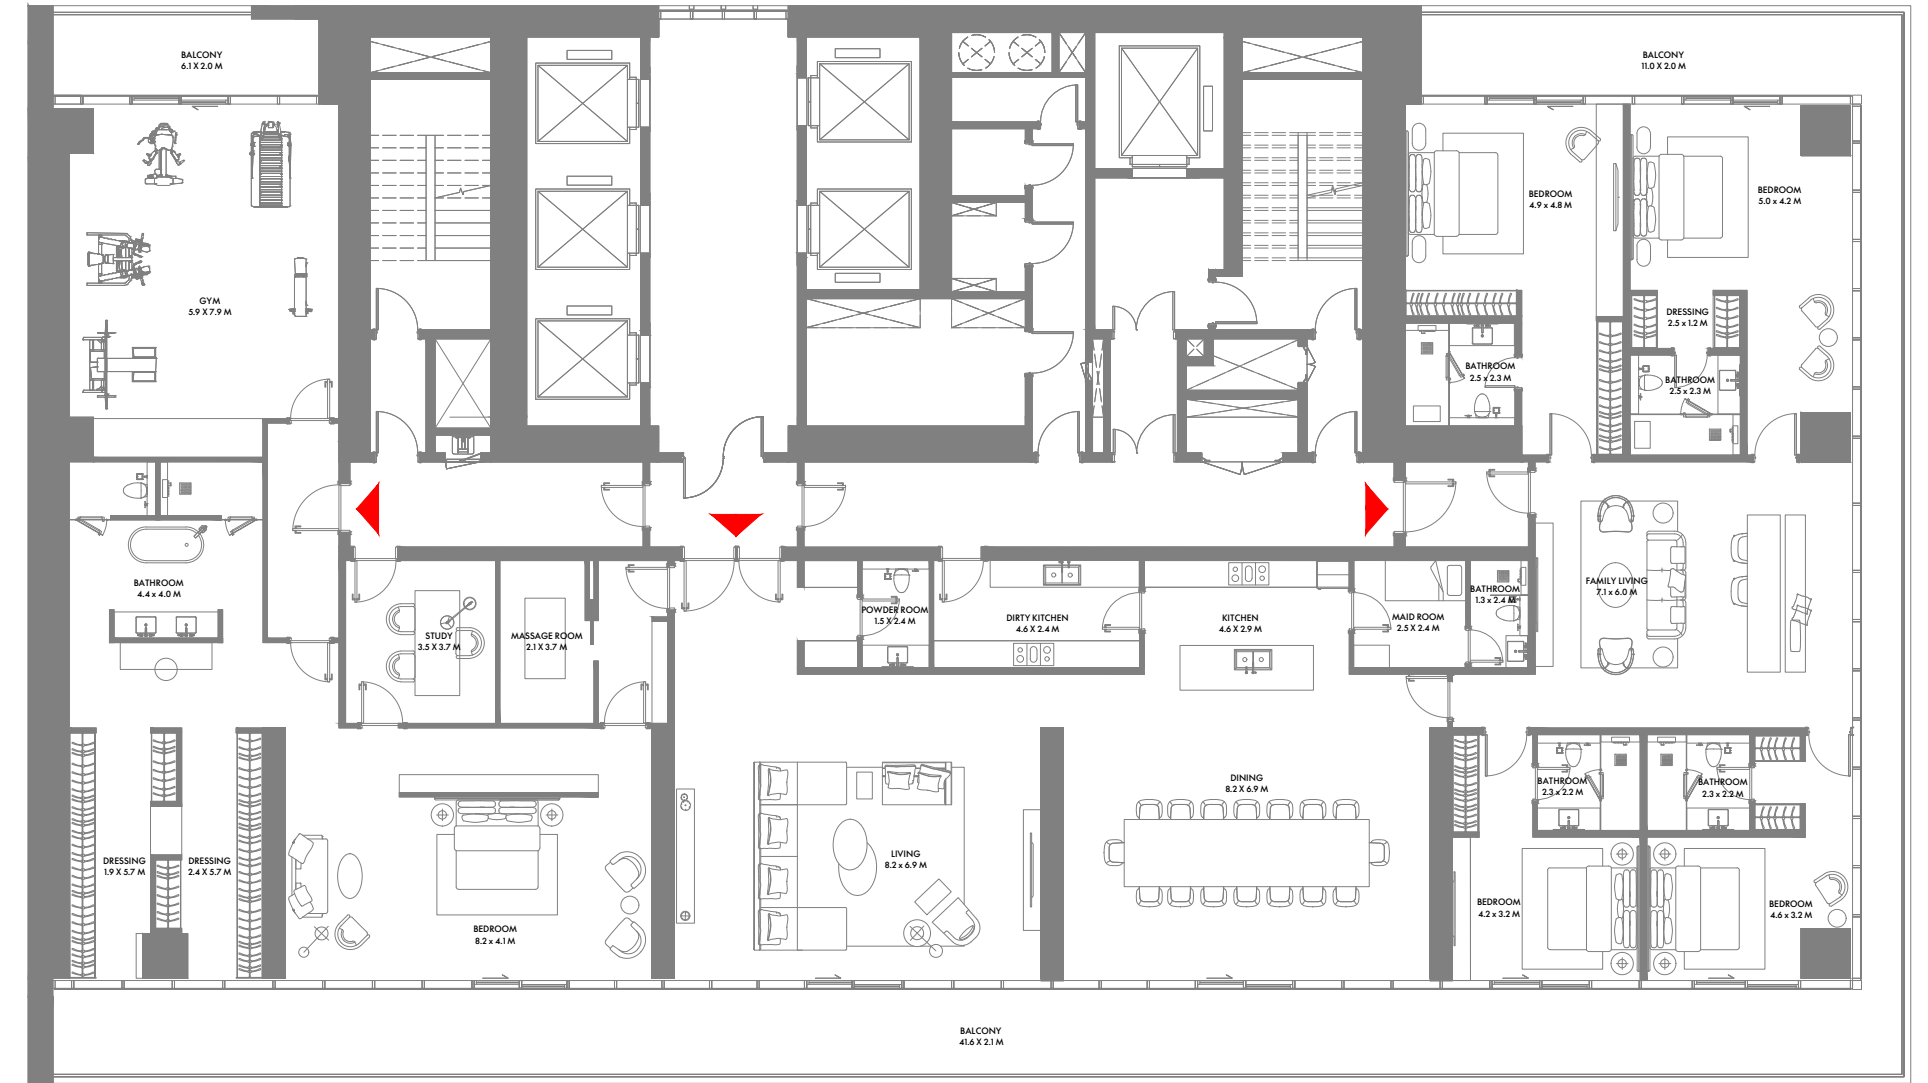 BALCONY
6.1 X 2.0 M
BALCONY
11.0 X 2.0 M
BEDROOM
4.9 x 4.8 M
BEDROOM
5.0 x 4.2 M
GYM
5.9 X 7.9 M
DRESSING
2.5 x 1.2 M
BATHROOM
2.5 x 2.3 M
BATHROOM
2.5 x 2.3 M
BATHROOM
4.4 x 4.0 M
FAMILY LIVING
7.1 x 6.0 M
BATHROOM
1.3 x 2.4 M
POWDER ROOM
1.5 X 2.4 M
DIRTY KITCHEN
4.6 X 2.4 M
KITCHEN
4.6 X 2.9 M
MAID ROOM
2.5 X 2.4 M
STUDY
3.5 X 3.7 M
MASSAGE ROOM
2.1 X 3.7 M
DINING
8.2 X 6.9 M
BATHROOM
2.3 x 2.2 M
BATHROOM
2.3 x 2.2 M
DRESSING
1.9 X 5.7 M
DRESSING
2.4 X 5.7 M
LIVING
8.2 x 6.9 M
BEDROOM
4.2 x 3.2 M
BEDROOM
4.6 x 3.2 M
BEDROOM
8.2 x 4.1 M
BALCONY
41.6 X 2.1 M